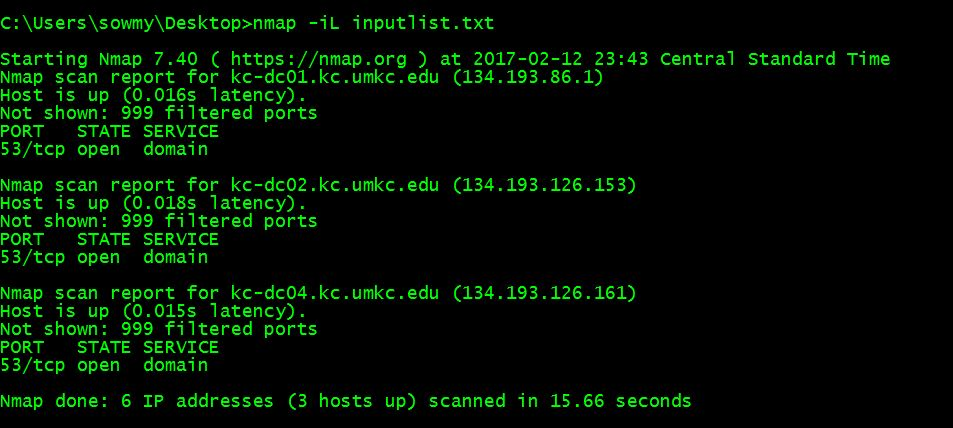 C:\Users\sowmy\Desktop>nmap -iL inputlist.txt
Starting Nmap 7.40 ( https://nmap.org ) at 2017-02-12 23:43 Central Standard Time
Nmap scan report for kc-dc01.kc.umkc.edu (134.193.86.1)
Host is up (0.016s latency).
Not shown: 999 filtered ports
PORT   STATE SERVICE
53/tcp open  domain
Nmap scan report for kc-dc02.kc.umkc.edu (134.193.126.153)
Host is up (0.018s latency).
Not shown: 999 filtered ports
PORT   STATE SERVICE
53/tcp open  domain
Nmap scan report for kc-dc04.kc.umkc.edu (134.193.126.161)
Host is up (0.015s latency).
Not shown: 999 filtered ports
PORT   STATE SERVICE
53/tcp open  domain
Nmap done: 6 IP addresses (3 hosts up) scanned in 15.66 seconds